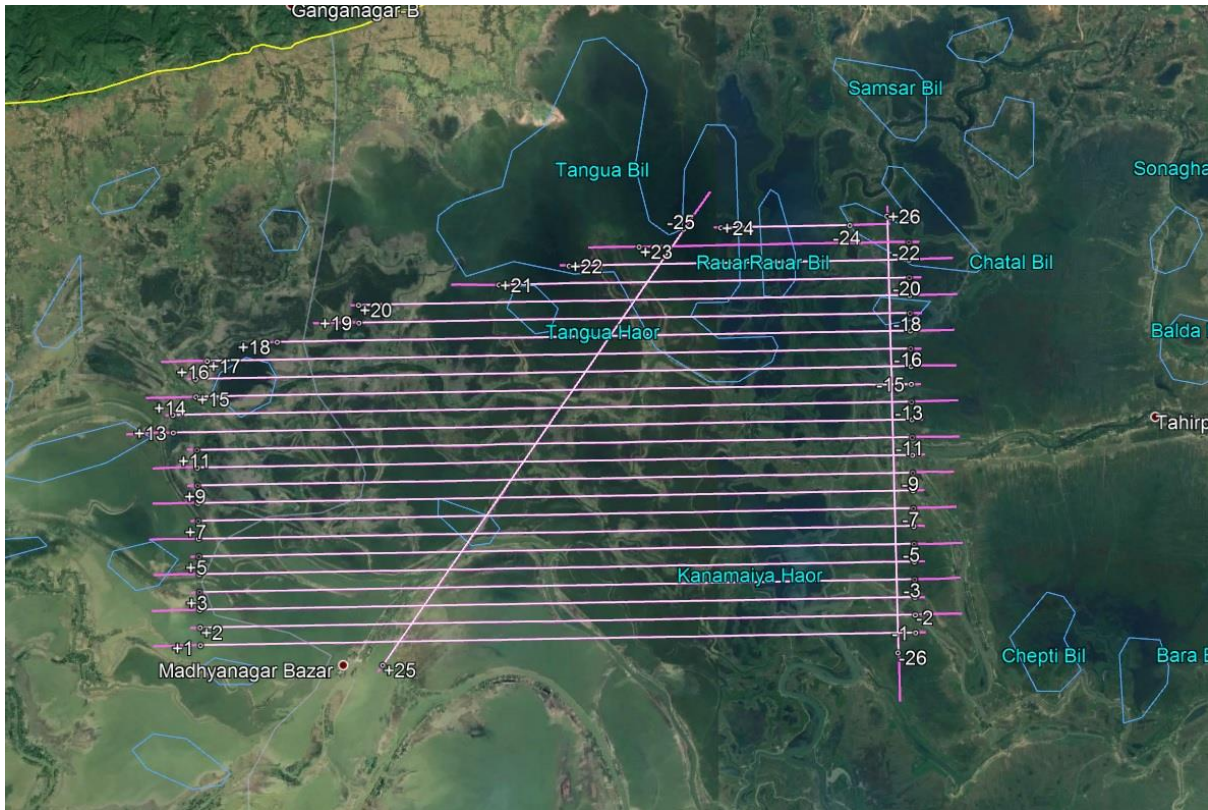 Ganganagar-B
Samsar Bil
Tangua Bil
Sonagha
-25
+24
-24
+26
+23
-22
+22
RauarRauar Bil
Chatal Bil
+21
-20
+20
+19
Tangua Haor
-18
Balda
+18
+17
+16
-16
+15
-15
+14
-13
+13
Tahirp
+11
-11
+9
-9
+7
-7
+5
-5
Kanamaiya Haor
+3
-3
+2
-2
+1
-1
Madhyanagar Bazar
+25
-26
Chepti Bil
Bara B